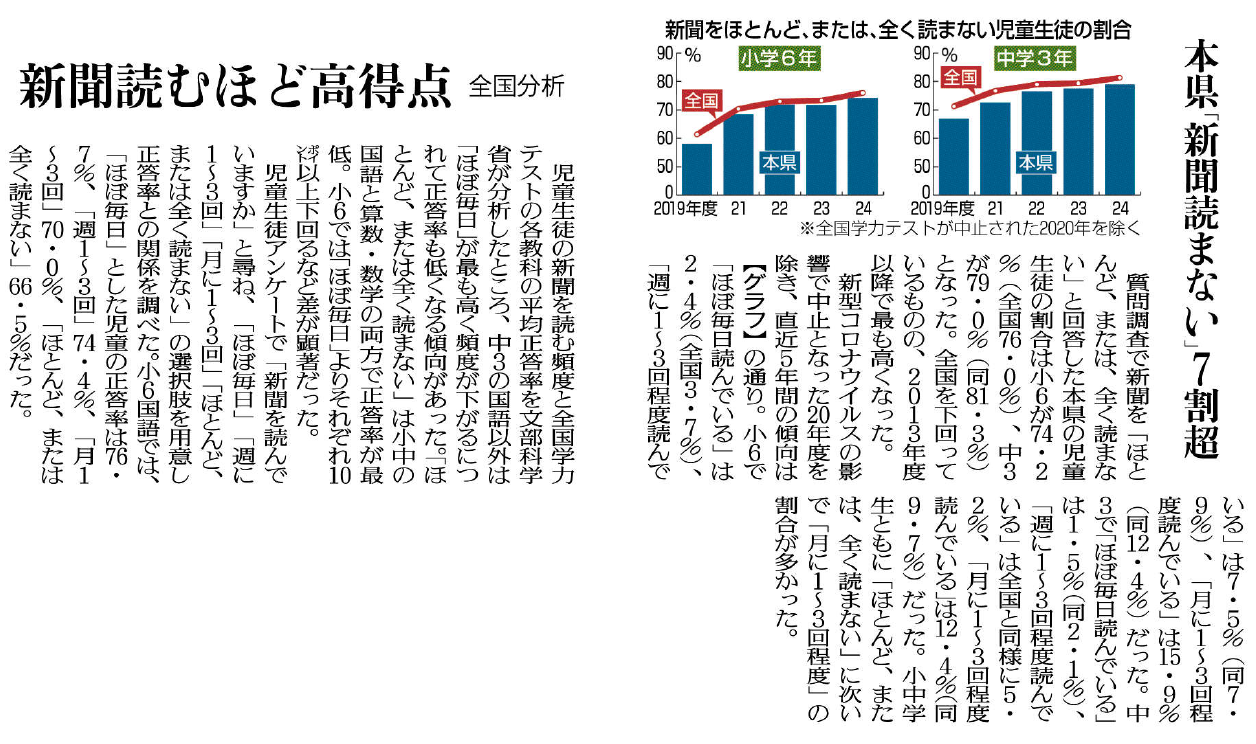 本県「新聞読まない」7割超
新聞をほとんど、または、全く読まない児童生徒の割合
小学6年
%
90
80
70
60
50
0
全国
本県
2019年度 21 22 23 24
中学3年
%
90
80
70
60
50
0
全国
本県
2019年度 21 22 23 24
※全国学力テストが中止された2020年を除く
質問調査で新聞を「ほと
んど、または、全く読まな
い」と回答した本県の児童
生徒の割合は小6が74・2
%(全国76・0%)、中3
が79・0%(同81・3%)
となった。全国を下回って
いるものの、2013年度
以降で最も高くなった。
新型コロナウイルスの影
響で中止となった20年度を
除き、直近5年間の傾向は
【グラフ】の通り。小6で
「ほぼ毎日読んでいる」は
2・4%(全国3・7%)、
「週に1〜3回程度読んで
いる」は7・5%(同7・
9%)、「月に1〜3回程
度読んでいる」は15・9%
(同12・4%)だった。中
3で「ほぼ毎日読んでいる」
は1・5%(同2・1%)、
「週に1〜3回程度読んで
いる」は全国と同様に5・
2%、「月に1〜3回程度
読んでいる」は12・4%(同
9・7%)だった。小中学
生ともに「ほとんど、また
は、全く読まない」に次い
で「月に1〜3回程度」の
割合が多かった。
新聞読むほど高得点 全国分析
児童生徒の新聞を読む頻度と全国学力
テストの各教科の平均正答率を文部科学
省が分析したところ、中3の国語以外は
「ほぼ毎日」が最も高く頻度が下がるにつ
れて正答率も低くなる傾向があった。「ほ
とんど、または全く読まない」は小中の
国語と算数・数学の両方で正答率が最
低。小6では「ほぼ毎日」よりそれぞれ10
ポイント以上下回るなど差が顕著だった。
児童生徒アンケートで「新聞を読んで
いますか」と尋ね、「ほぼ毎日」「週に
1〜3回」「月に1〜3回」「ほとんど、
または全く読まない」の選択肢を用意し
正答率との関係を調べた。小6国語では、
「ほぼ毎日」とした児童の正答率は76・
7%、「週1〜3回」74・4%、「月1
〜3回」70・0%、「ほとんど、または
全く読まない」66・5%だった。